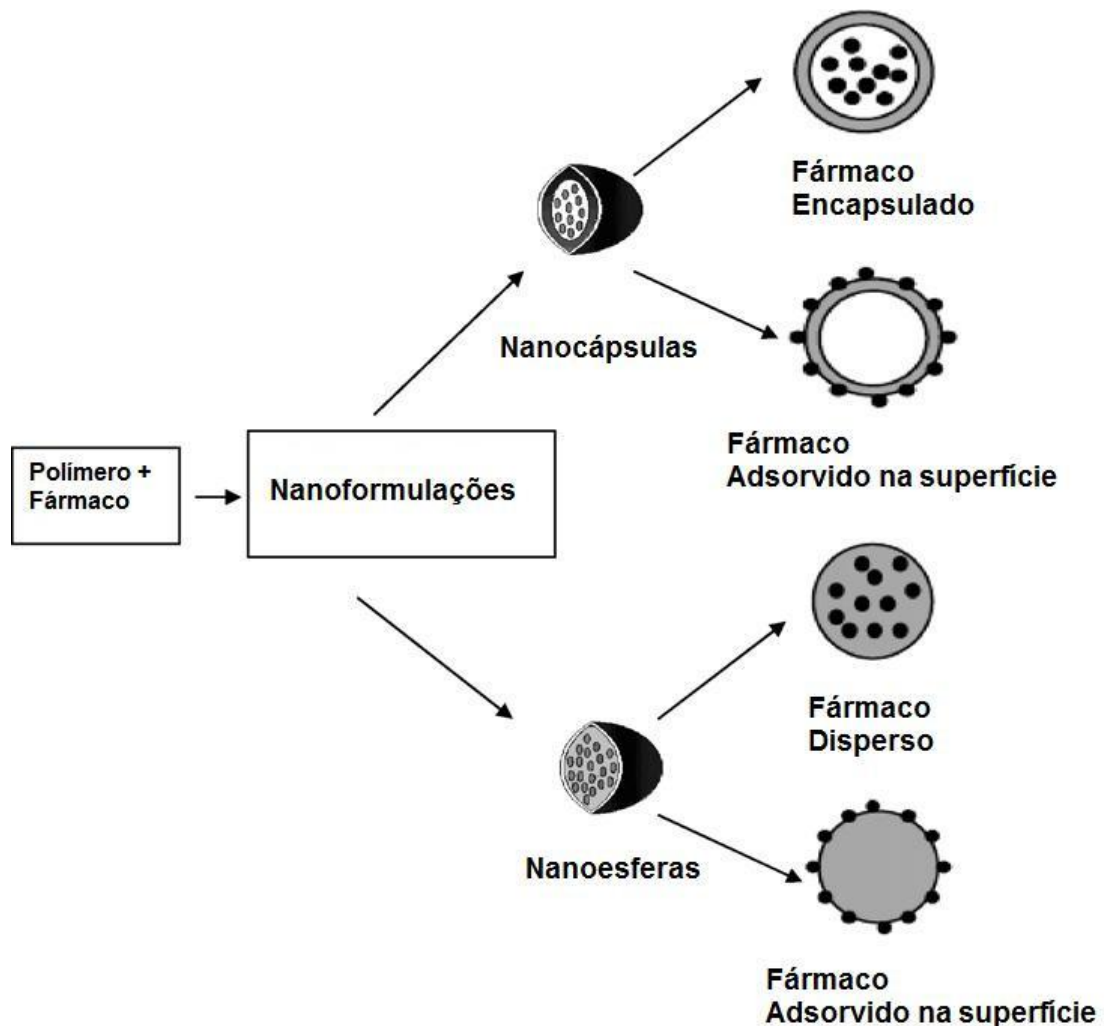 Fármaco
Encapsulado
Nanocápsulas
Fármaco
Adsorvido na superfície
Polímero +
Fármaco
Nanoformulações
Fármaco
Disperso
Nanoesferas
Fármaco
Adsorvido na superfície